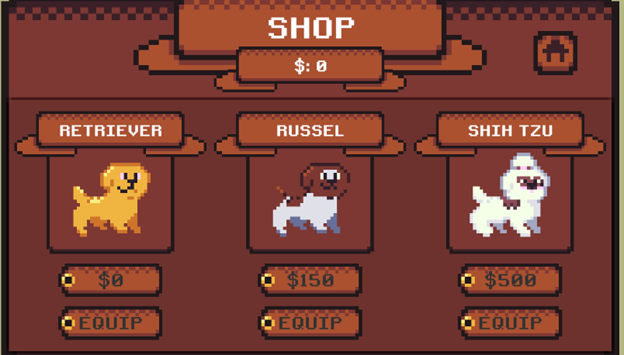 SHOP
$: 0
RETRIEVER
RUSSEL
SHIH TZU
$0
$150
$500
EQUIP
EQUIP
EQUIP